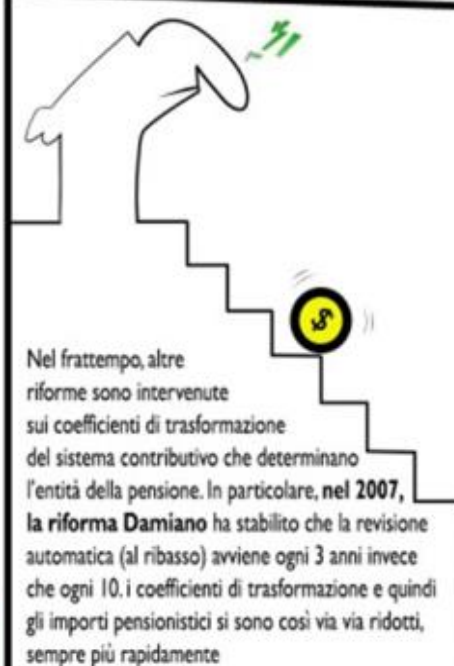 $
Nel frattempo, altre
riforme sono intervenute
sui coefficienti di trasformazione
del sistema contributivo che determinano
l'entità della pensione. In particolare, nel 2007,
la riforma Damiano ha stabilito che la revisione
automatica (al ribasso) avviene ogni 3 anni invece
che ogni 10. i coefficienti di trasformazione e quindi
gli importi pensionistici si sono così via via ridotti,
sempre più rapidamente